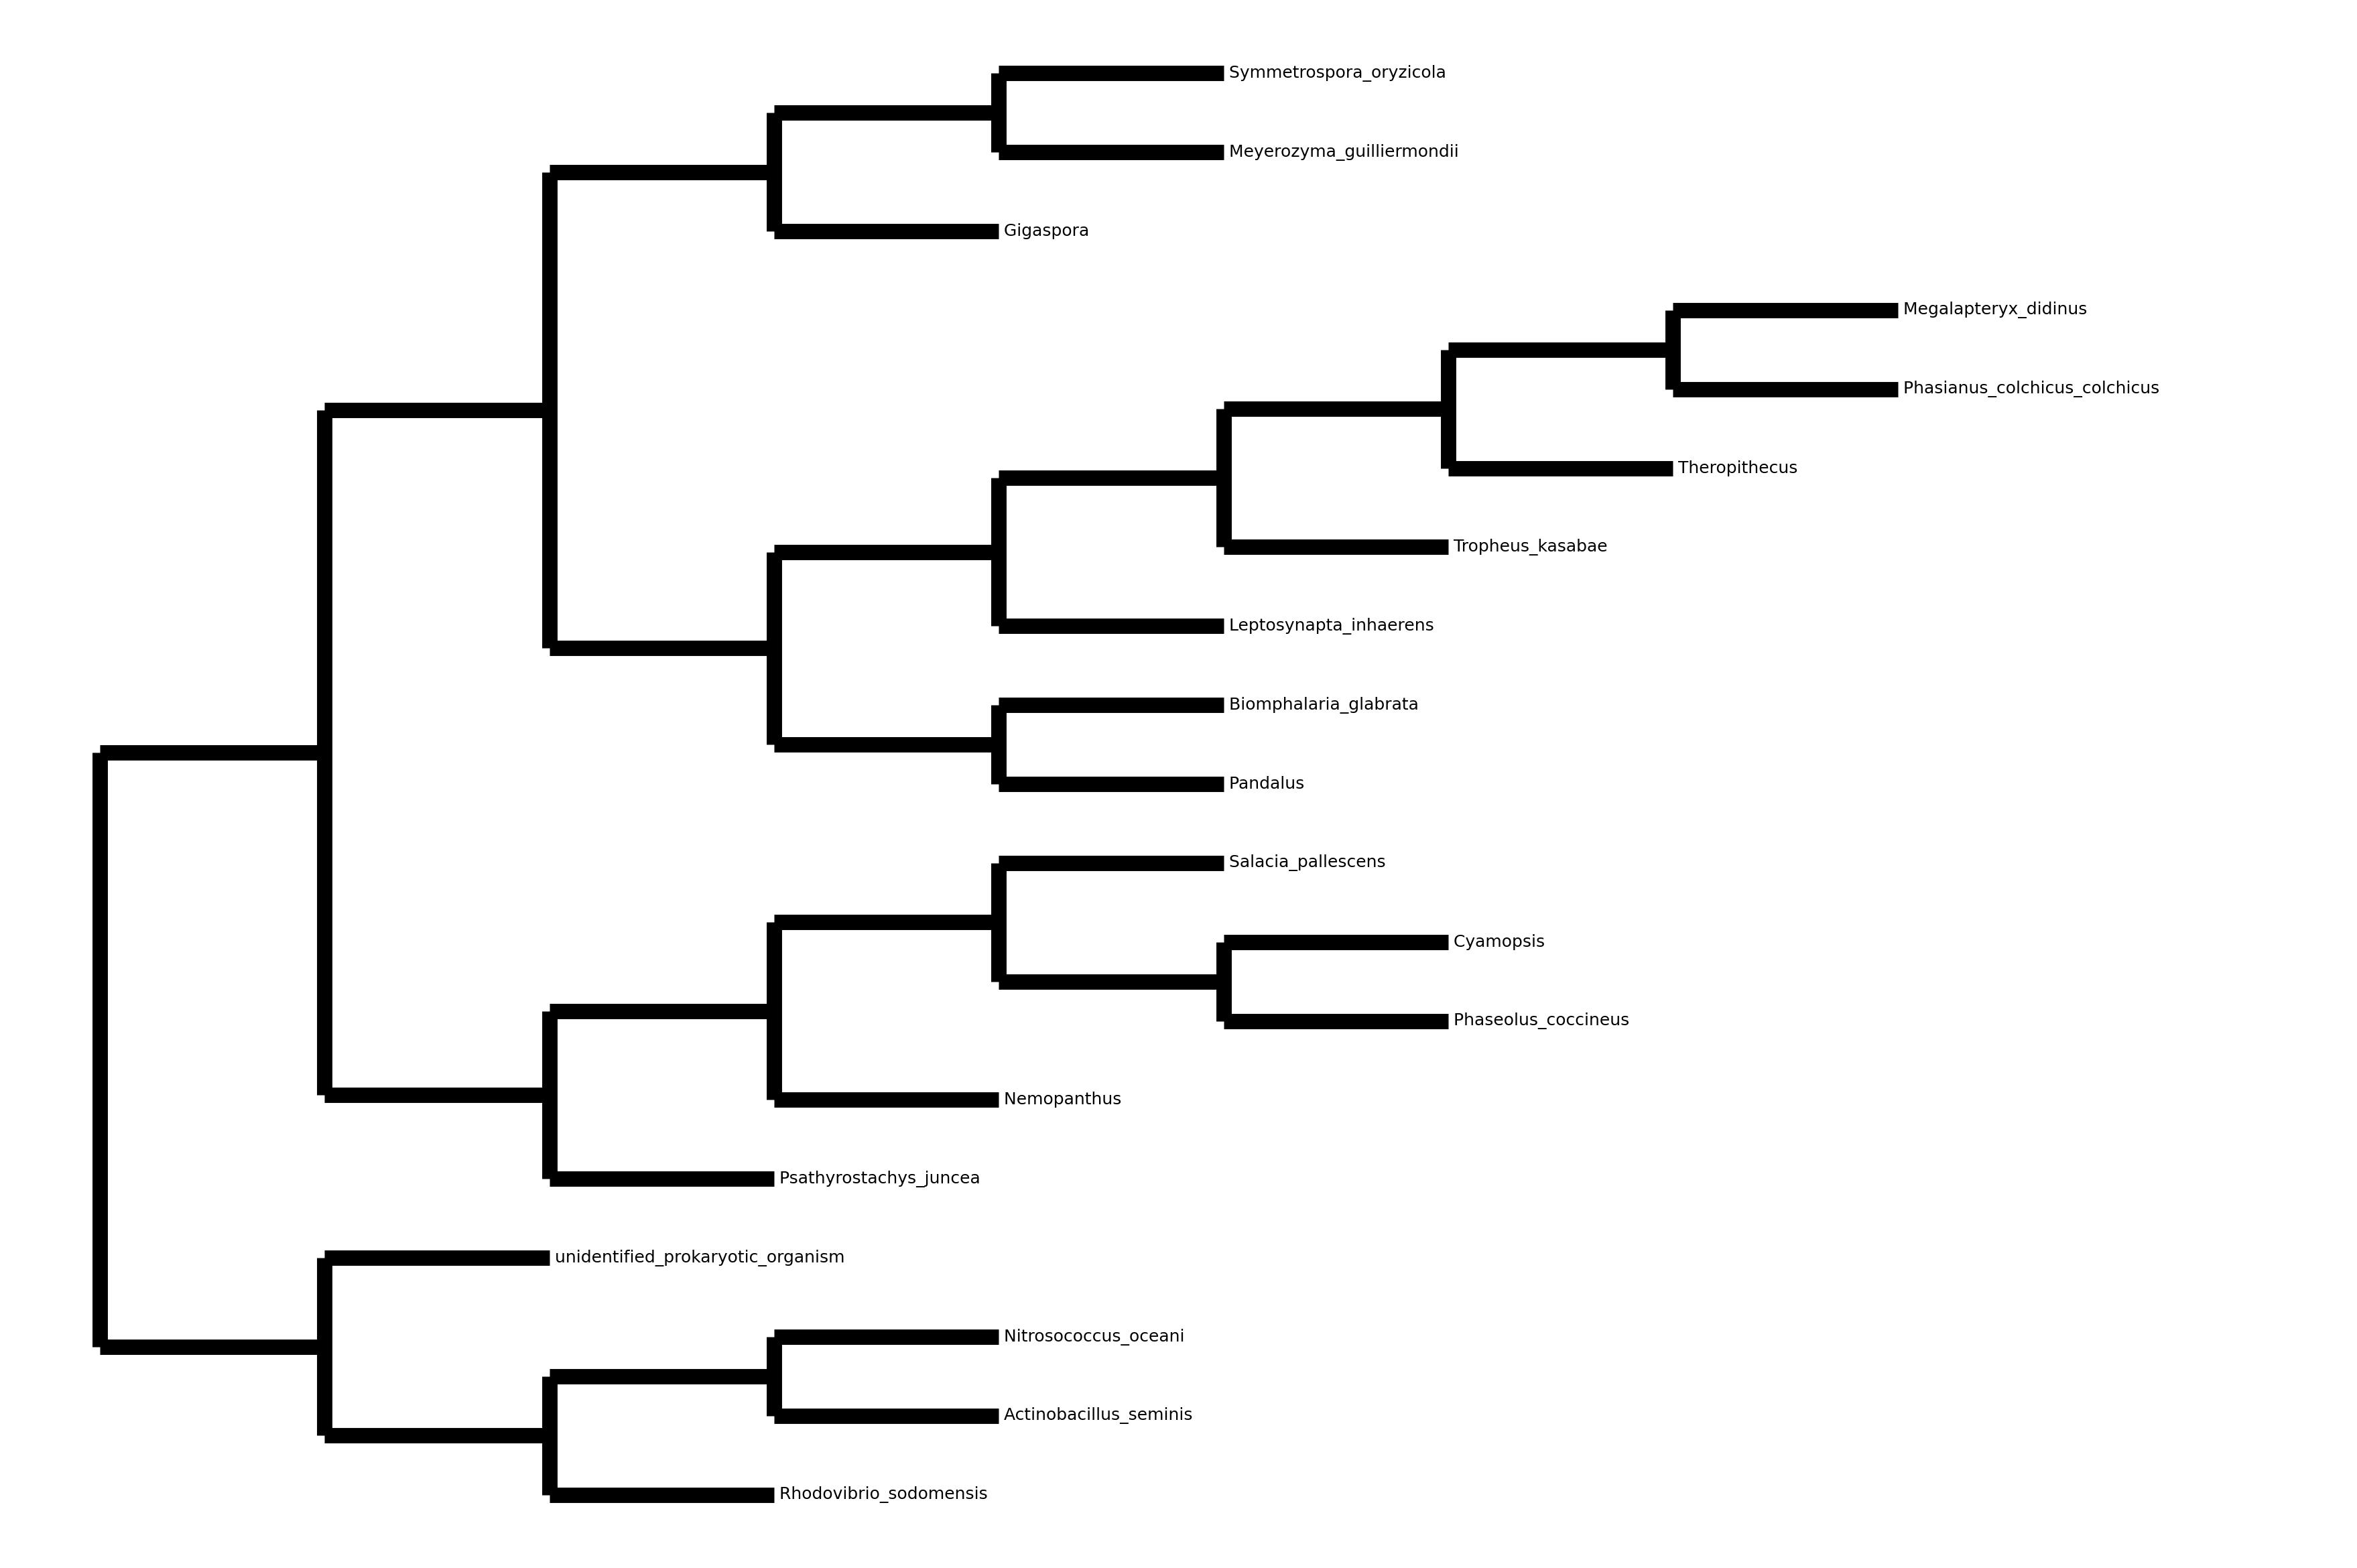 Symmetrospora_oryzicola
Meyerozyma_guilliermondii
Gigaspora
Megalapteryx_didinus
Phasianus_colchicus_colchicus
Theropithecus
Tropheus_kasabae
Leptosynapta_inhaerens
Biomphalaria_glabrata
Pandalus
Salacia_pallescens
Cyamopsis
Phaseolus_coccineus
Nemopanthus
Psathyrostachys_juncea
unidentified_prokaryotic_organism
Nitrosococcus_oceani
Actinobacillus_seminis
Rhodovibrio_sodomensis